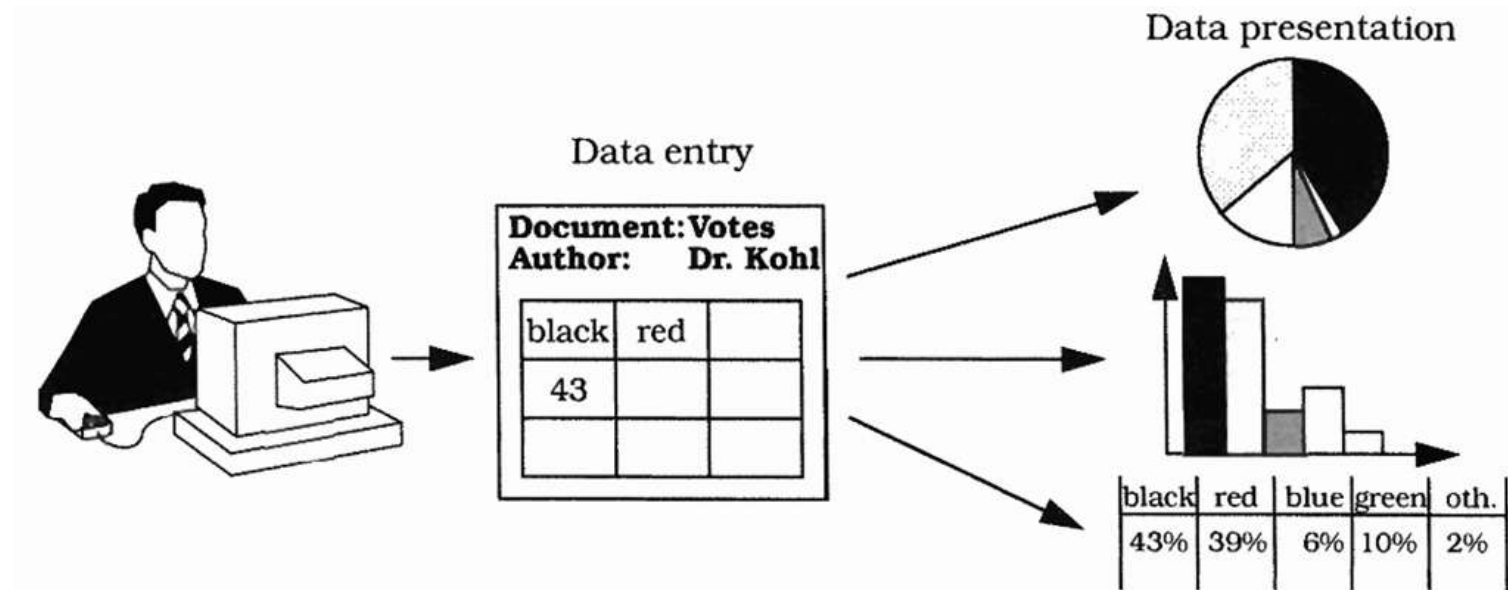 Data presentation
Data entry
Document: Votes
Author: Dr. Kohl
black red
43
black red blue green oth.
43% 39% 6% 10% 2%